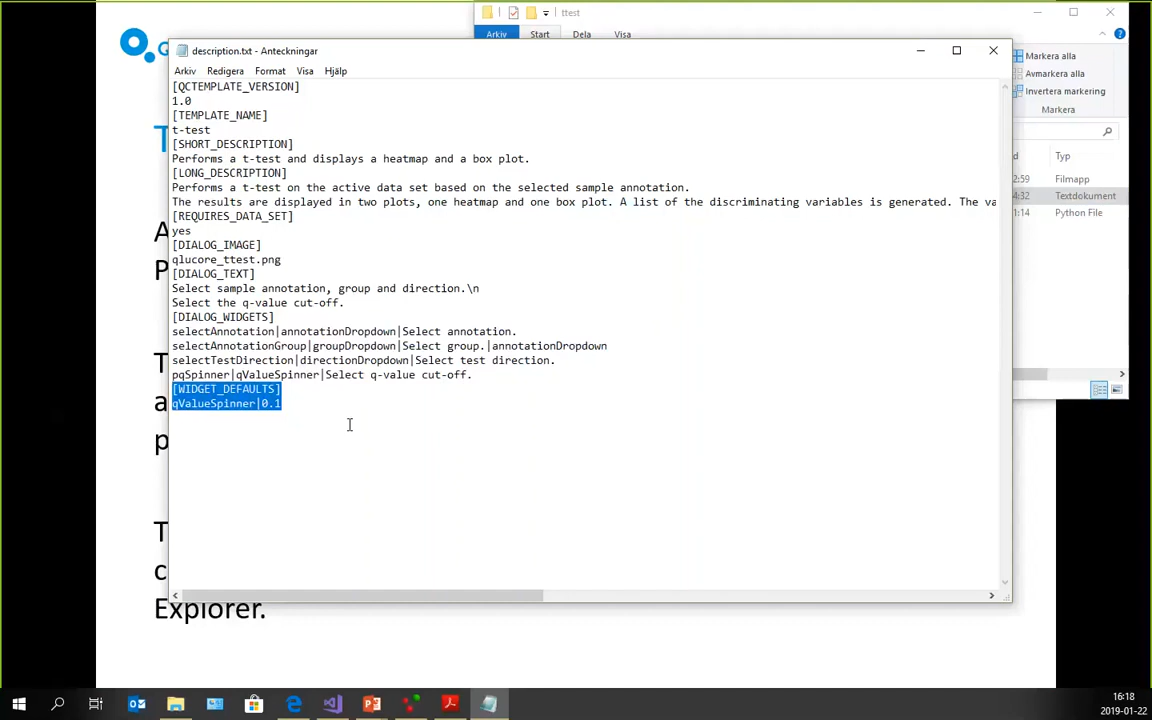 ttest
Arkiv Start Dela Visa
Markera alla
Avmarkera alla
Invertera markering
Markera
Typ
2:59 Filmapp
4:32 Textdokument
1:14 Python File
description.txt - Anteckningar
Arkiv Redigera Format Visa Hjälp
[QCTEMPLATE_VERSION]
1.0
[TEMPLATE_NAME]
t-test
[SHORT_DESCRIPTION]
Performs a t-test and displays a heatmap and a box plot.
[LONG_DESCRIPTION]
Performs a t-test on the active data set based on the selected sample annotation.
The results are displayed in two plots, one heatmap and one box plot. A list of the discriminating variables is generated. The va
[REQUIRES_DATA_SET]
yes
[DIALOG_IMAGE]
qlucore_ttest.png
[DIALOG_TEXT]
Select sample annotation, group and direction.\n
Select the q-value cut-off.
[DIALOG_WIDGETS]
selectAnnotation|annotationDropdown|Select annotation.
selectAnnotationGroup|groupDropdown|Select group.|annotationDropdown
selectTestDirection|directionDropdown|Select test direction.
pqSpinner|qValueSpinner|Select q-value cut-off.
[WIDGET_DEFAULTS]
qValueSpinner|0.1
Explorer.
16:18
2019-01-22